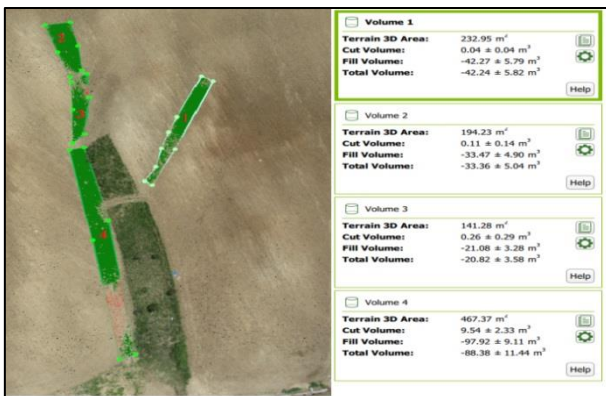 Volume 1
Terrain 3D Area: 232.95 m²
Cut Volume: 0.04 ± 0.04 m³
Fill Volume: -42.27 ± 5.79 m³
Total Volume: -42.24 ± 5.82 m³
Help
Volume 2
Terrain 3D Area: 194.23 m²
Cut Volume: 0.11 ± 0.14 m³
Fill Volume: -33.47 ± 4.90 m³
Total Volume: -33.36 ± 5.04 m³
Help
Volume 3
Terrain 3D Area: 141.28 m²
Cut Volume: 0.26 ± 0.29 m³
Fill Volume: -21.08 ± 3.28 m³
Total Volume: -20.82 ± 3.58 m³
Help
Volume 4
Terrain 3D Area: 467.37 m²
Cut Volume: 9.54 ± 2.33 m³
Fill Volume: -97.92 ± 9.11 m³
Total Volume: -88.38 ± 11.44 m³
Help